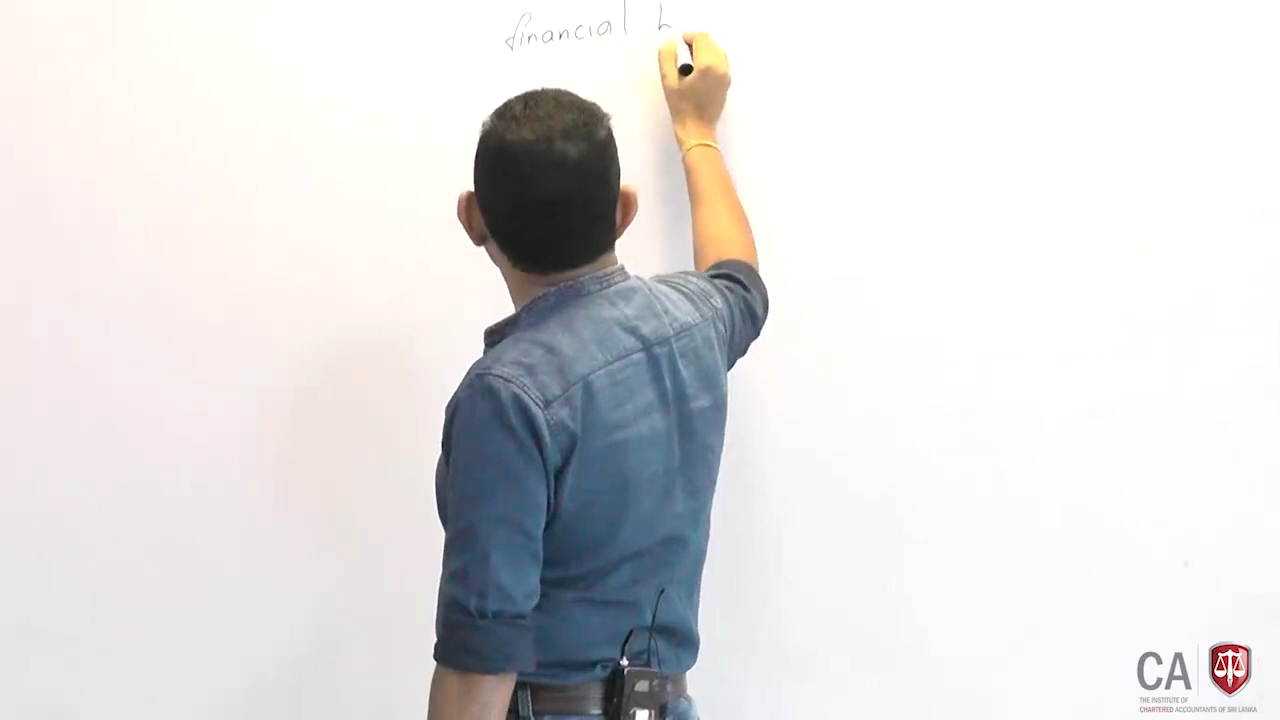 financial
CA
THE INSTITUTE OF
CHARTERED ACCOUNTANTS OF SRI LANKA